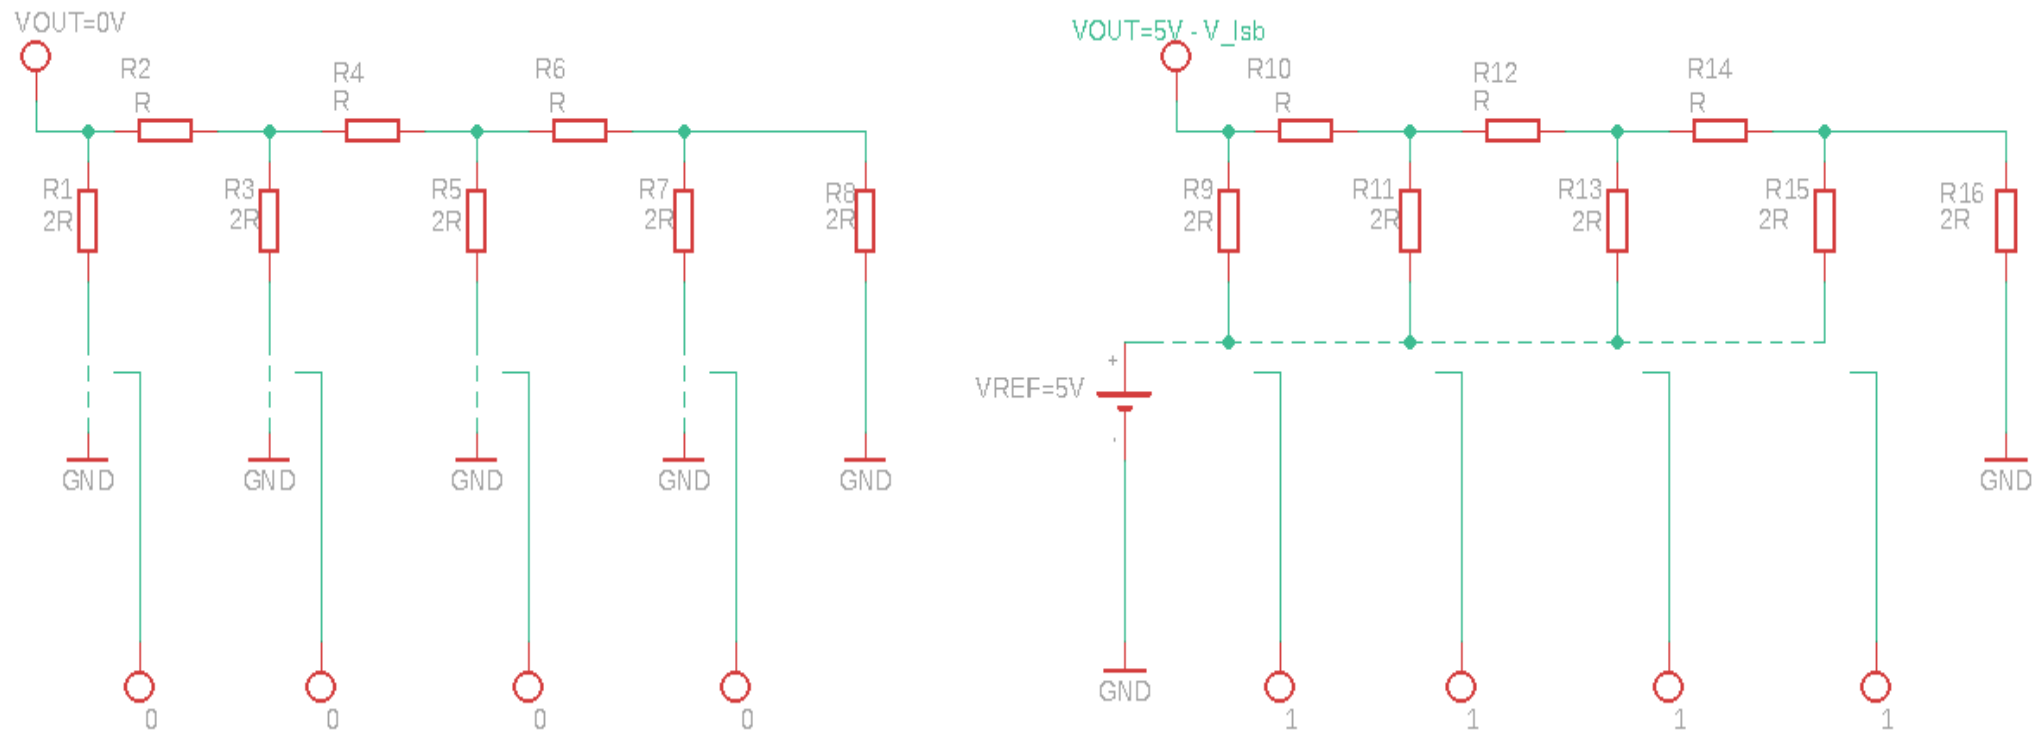 VOUT=0V
R2
R
R4
R
R6
R
R1
2R
R3
2R
R5
2R
R7
2R
R8
2R
GND
GND
GND
GND
GND
0
0
0
0
VOUT=5V - V_lsb
R10
R
R12
R
R14
R
R9
2R
R11
2R
R13
2R
R15
2R
R16
2R
+
VREF=5V
-
GND
GND
1
1
1
1